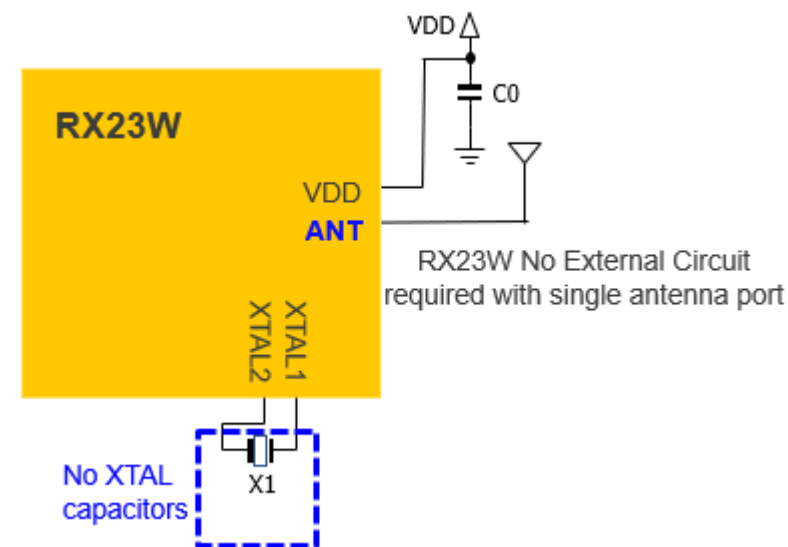 VDD
C0
RX23W
VDD
ANT
RX23W No External Circuit
required with single antenna port
XTAL2
XTAL1
No XTAL
capacitors
X1